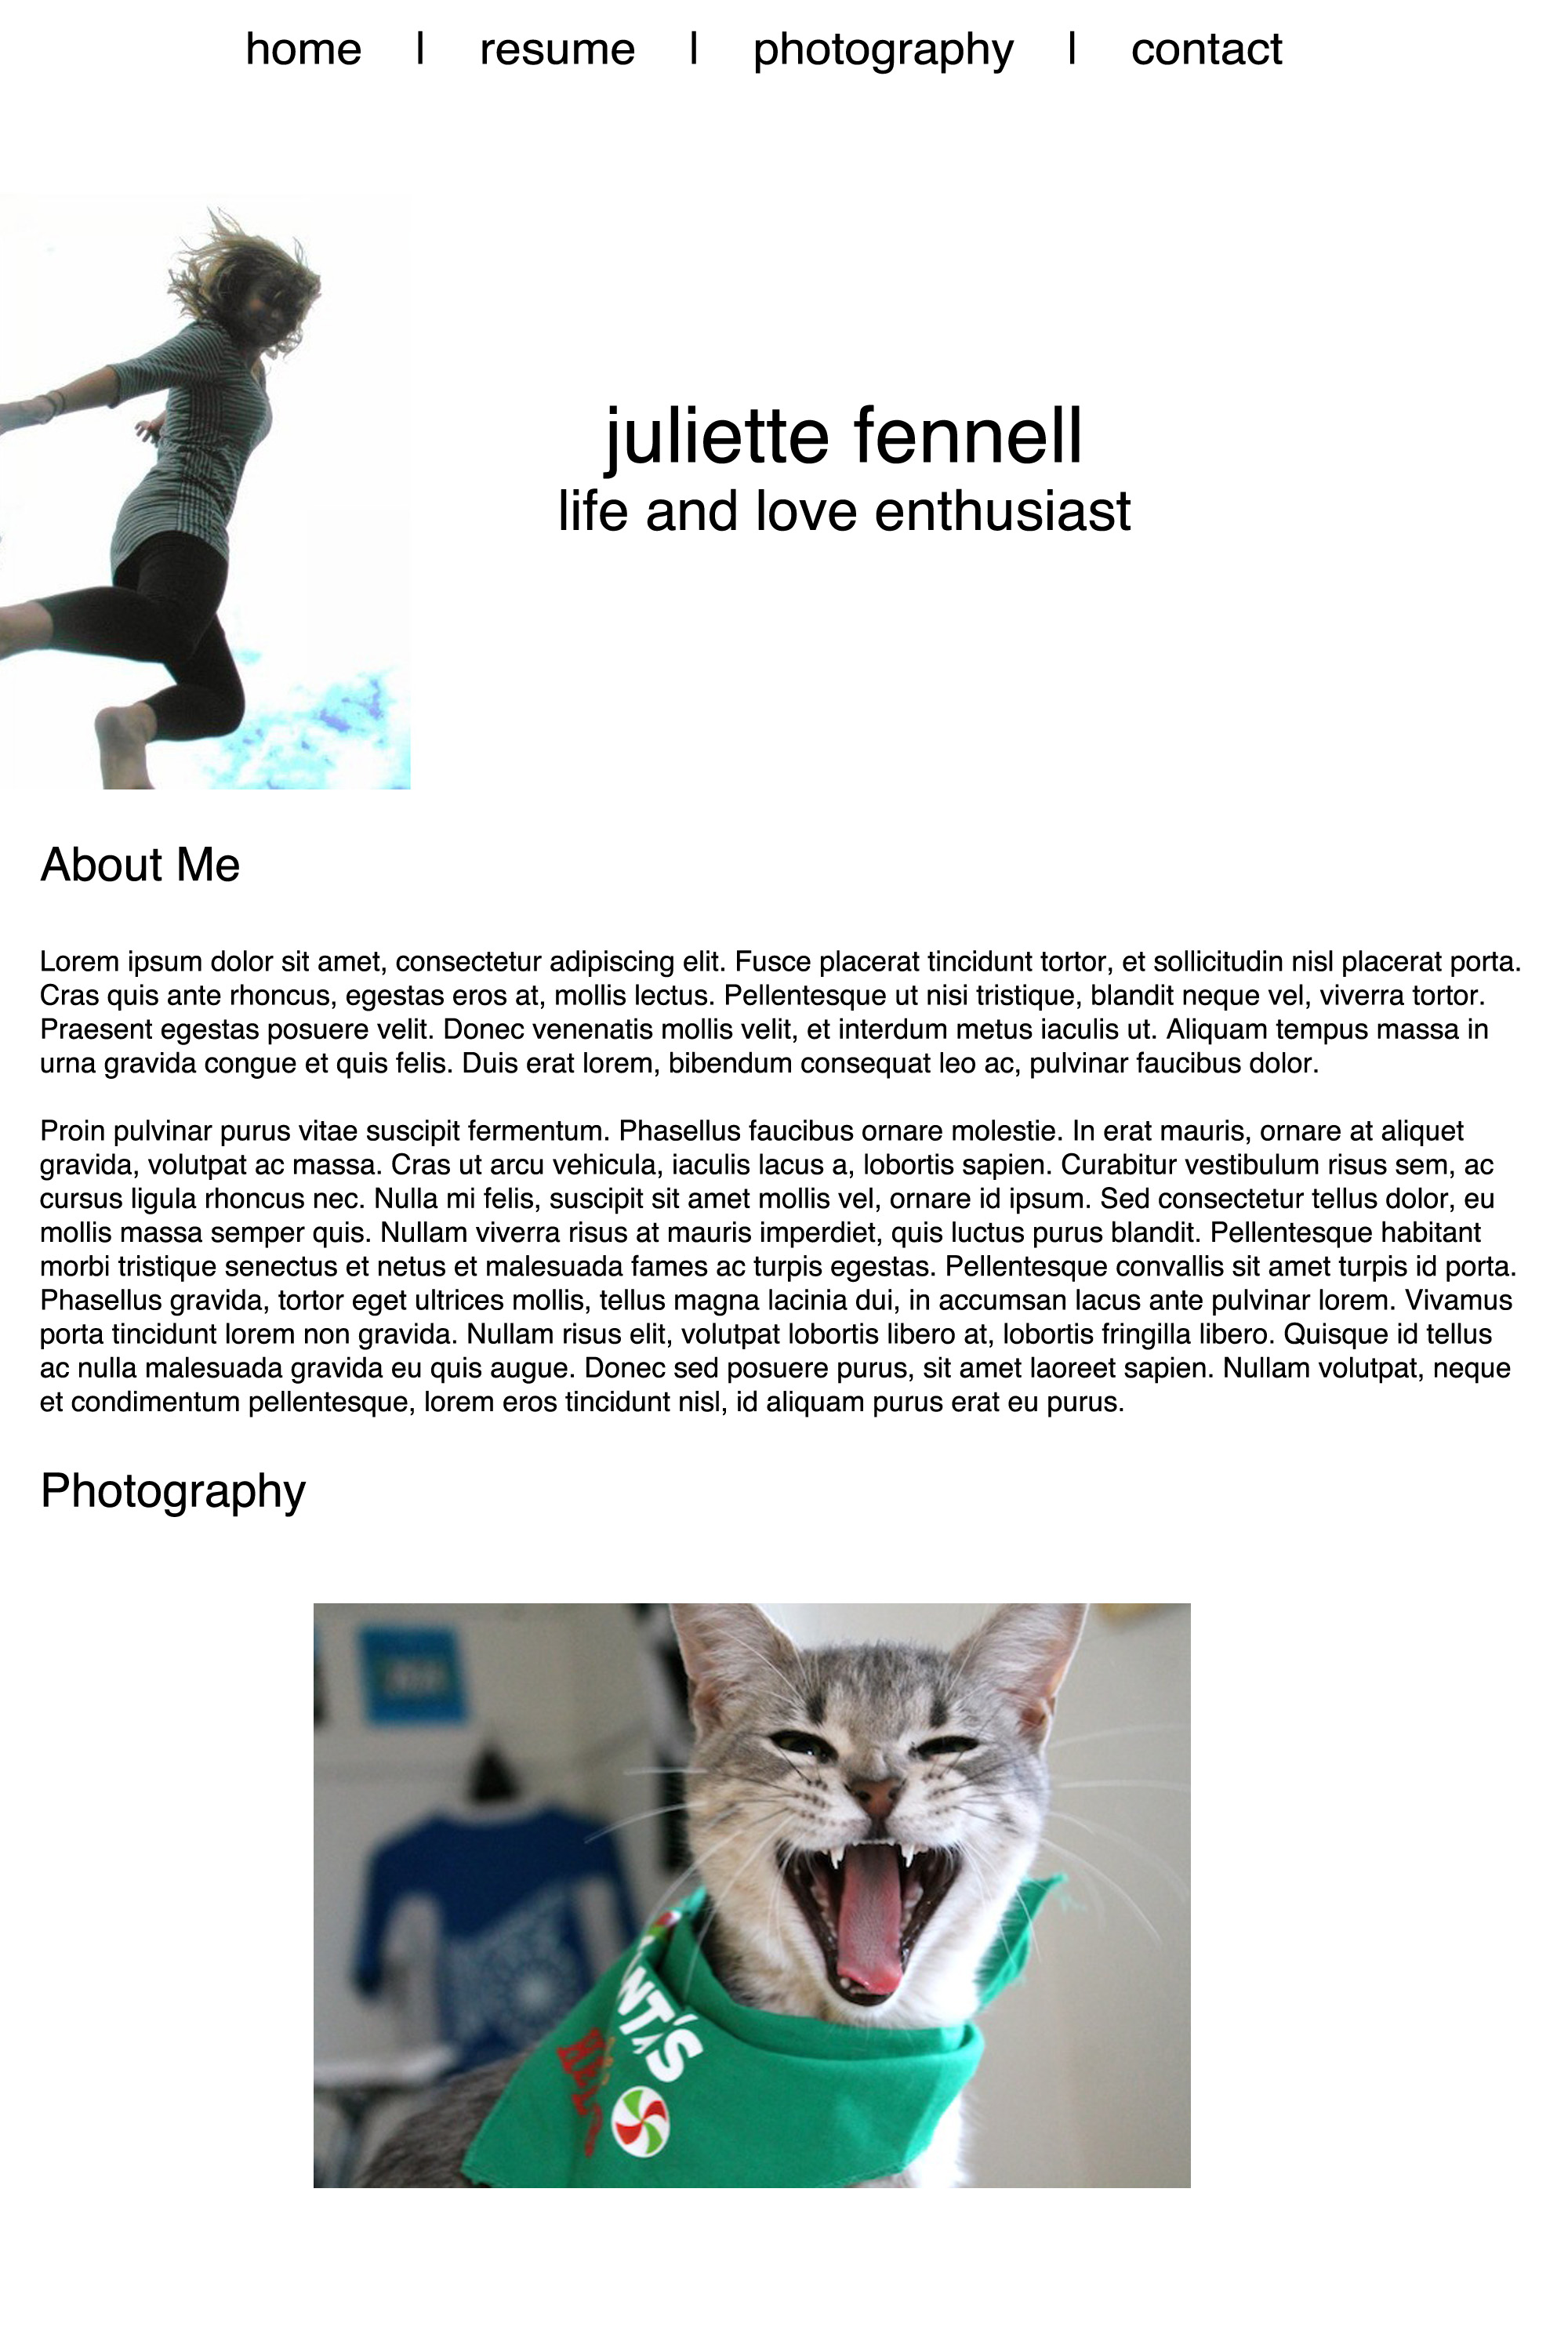 home | resume | photography | contact
juliette fennell
life and love enthusiast
About Me
Lorem ipsum dolor sit amet, consectetur adipiscing elit. Fusce placerat tincidunt tortor, et sollicitudin nisl placerat porta.
Cras quis ante rhoncus, egestas eros at, mollis lectus. Pellentesque ut nisi tristique, blandit neque vel, viverra tortor.
Praesent egestas posuere velit. Donec venenatis mollis velit, et interdum metus iaculis ut. Aliquam tempus massa in
urna gravida congue et quis felis. Duis erat lorem, bibendum consequat leo ac, pulvinar faucibus dolor.
Proin pulvinar purus vitae suscipit fermentum. Phasellus faucibus ornare molestie. In erat mauris, ornare at aliquet
gravida, volutpat ac massa. Cras ut arcu vehicula, iaculis lacus a, lobortis sapien. Curabitur vestibulum risus sem, ac
cursus ligula rhoncus nec. Nulla mi felis, suscipit sit amet mollis vel, ornare id ipsum. Sed consectetur tellus dolor, eu
mollis massa semper quis. Nullam viverra risus at mauris imperdiet, quis luctus purus blandit. Pellentesque habitant
morbi tristique senectus et netus et malesuada fames ac turpis egestas. Pellentesque convallis sit amet turpis id porta.
Phasellus gravida, tortor eget ultrices mollis, tellus magna lacinia dui, in accumsan lacus ante pulvinar lorem. Vivamus
porta tincidunt lorem non gravida. Nullam risus elit, volutpat lobortis libero at, lobortis fringilla libero. Quisque id tellus
ac nulla malesuada gravida eu quis augue. Donec sed posuere purus, sit amet laoreet sapien. Nullam volutpat, neque
et condimentum pellentesque, lorem eros tincidunt nisl, id aliquam purus erat eu purus.
Photography